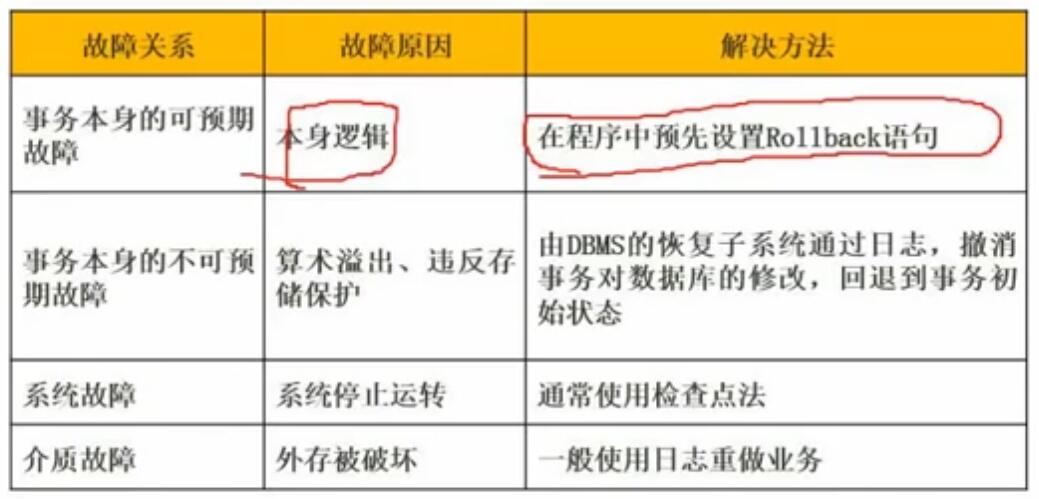 故障关系 故障原因 解决方法
事务本身的可预期
故障
本身逻辑
在程序中预先设置Rollback语句
事务本身的不可预
期故障
算术溢出、违反存
储保护
由DBMS的恢复子系统通过日志，撤消
事务对数据库的修改，回退到事务初
始状态
系统故障 系统停止运转 通常使用检查点法
介质故障 外存被破坏 一般使用日志重做业务